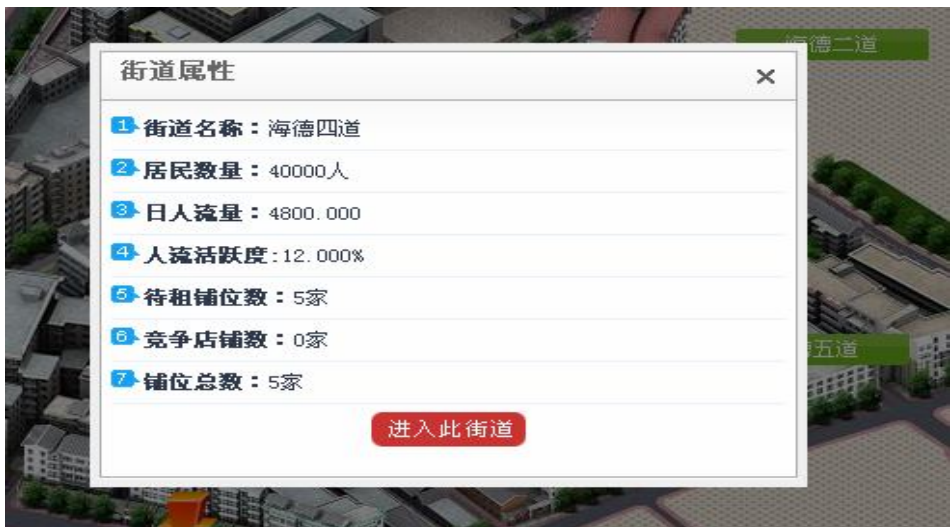 海德二道
街道属性
×
1 街道名称：海德四道
2 居民数量：40000人
3 日人流量：4800.000
4 人流活跃度:12.000%
5 待租铺位数：5家
6 竞争店铺数：0家
五道
7 铺位总数：5家
进入此街道